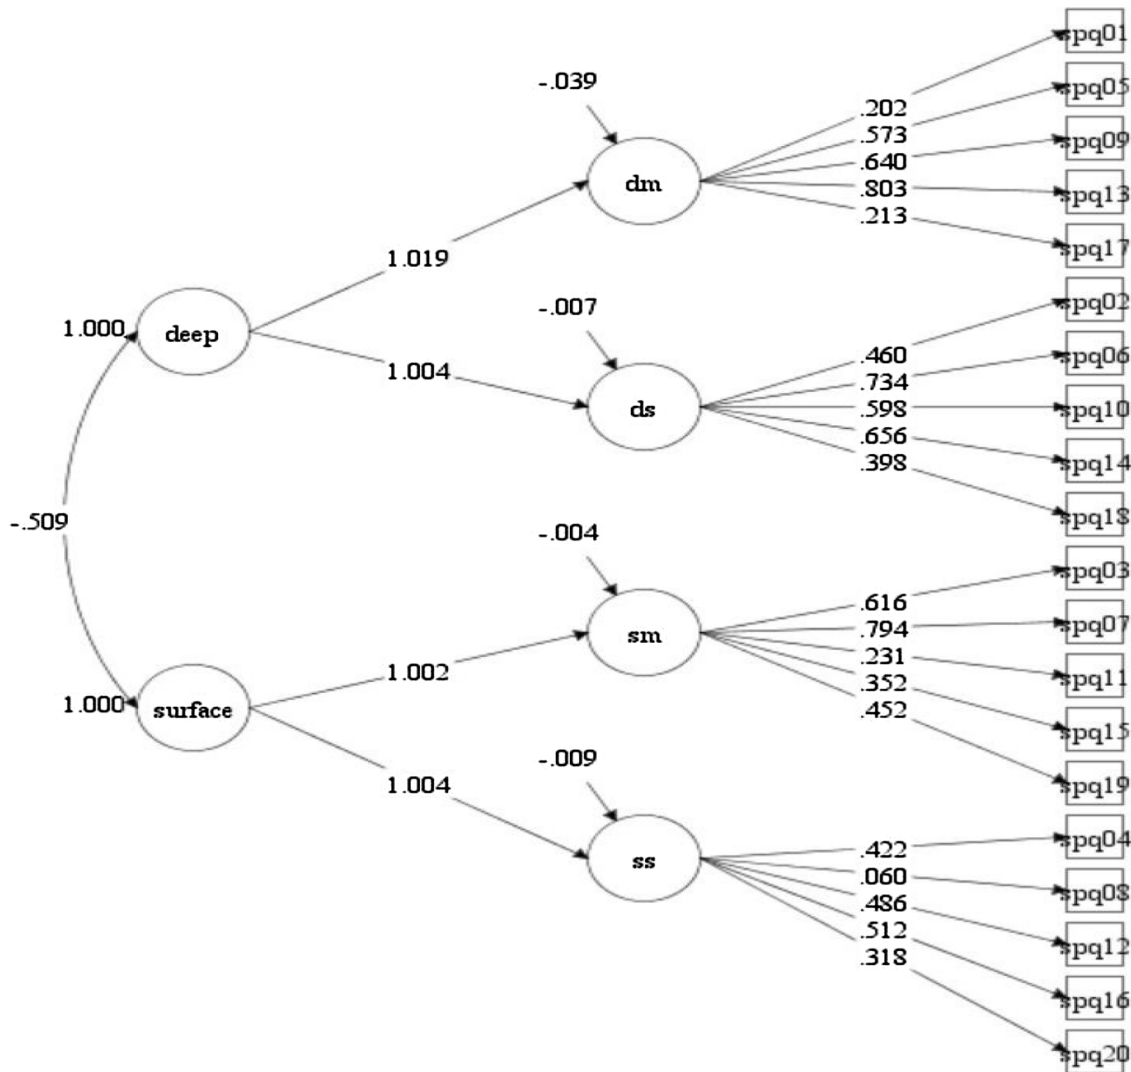 spq01
-.039
spq05
.202
.573
spq09
.640
dm
.803
spq13
.213
spq17
1.019
spq02
-.007
1.000
deep
.460
spq06
1.004
.734
ds
.598
spq10
.656
.398
spq14
spq18
-.509
-.004
spq03
.616
.794
spq07
sm
.231
1.002
.352
spq11
1.000
surface
.452
spq15
-.009
spq19
1.004
spq04
.422
ss
.060
spq08
.486
.512
spq12
.318
spq16
spq20